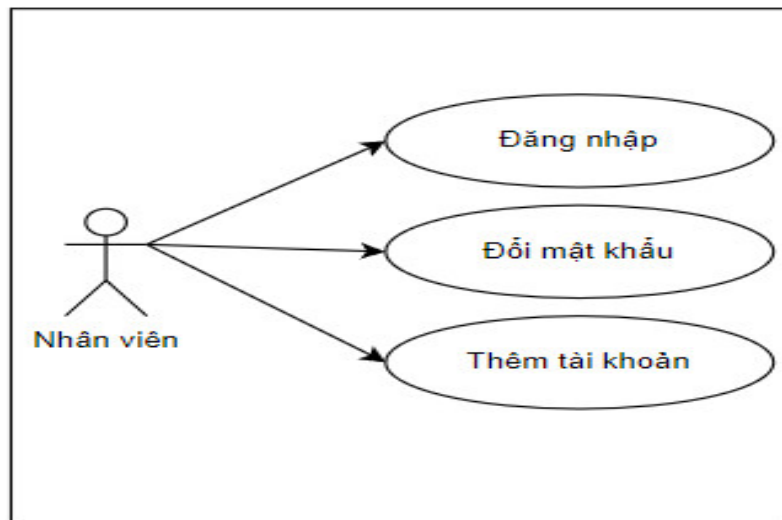 Đăng nhập
Đổi mật khẩu
Nhân viên
Thêm tài khoản